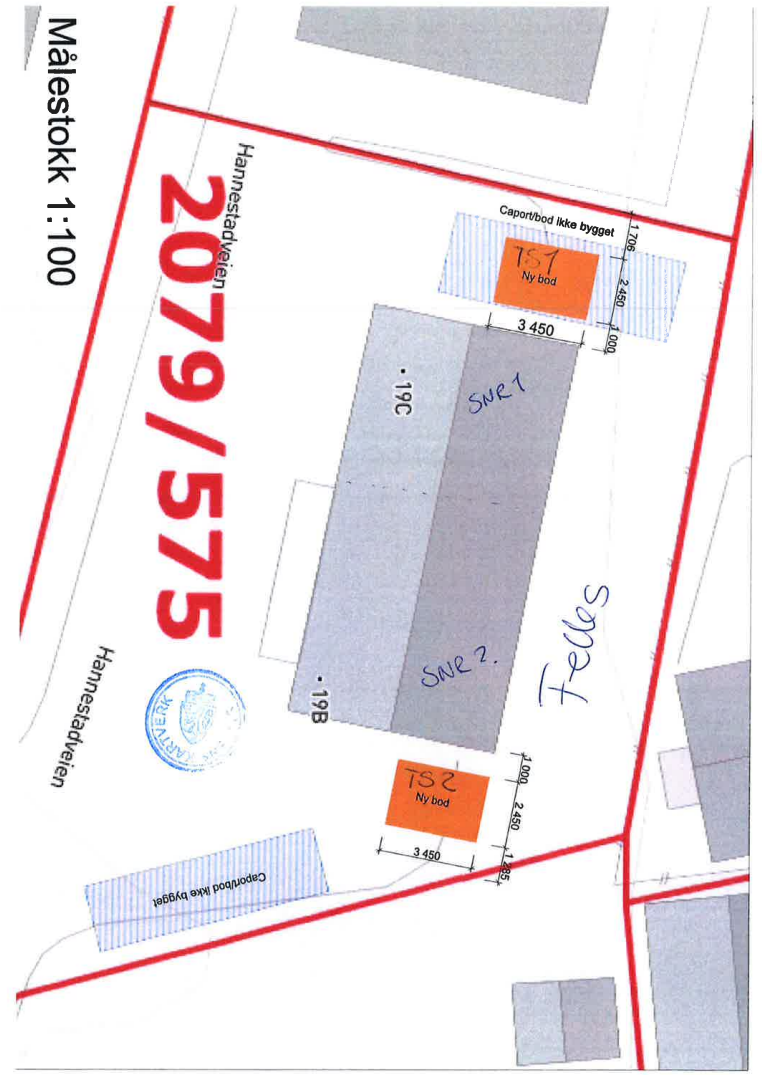 Målestokk 1:100
Hannestadveien
2079/575
Hannestadveien
Caport/bod ikke bygget
1 706
2 450
1 000
TS1
Ny bod
3 450
19C
SNR 1
SNR 2.
19B
Felles
1 000
2 450
1 285
TS2
Ny bod
3 450
Caport/bod ikke bygget
KARTVERK